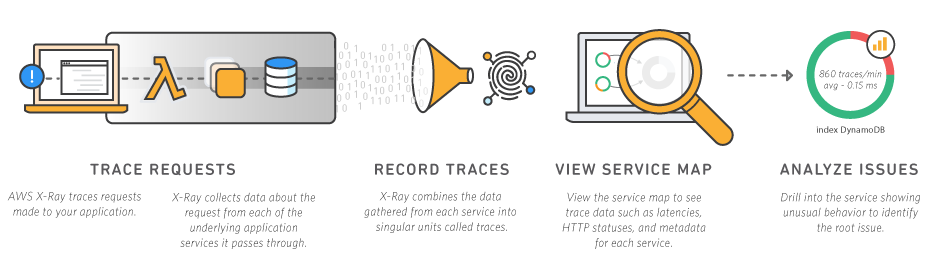 860 traces/min
avg - 0.15 ms
index DynamoDB
TRACE REQUESTS
AWS X-Ray traces requests
made to your application.
X-Ray collects data about the
request from each of the
underlying application
services it passes through.
RECORD TRACES
X-Ray combines the data
gathered from each service into
singular units called traces.
VIEW SERVICE MAP
View the service map to see
trace data such as latencies,
HTTP statuses, and metadata
for each service.
ANALYZE ISSUES
Drill into the service showing
unusual behavior to identify
the root issue.